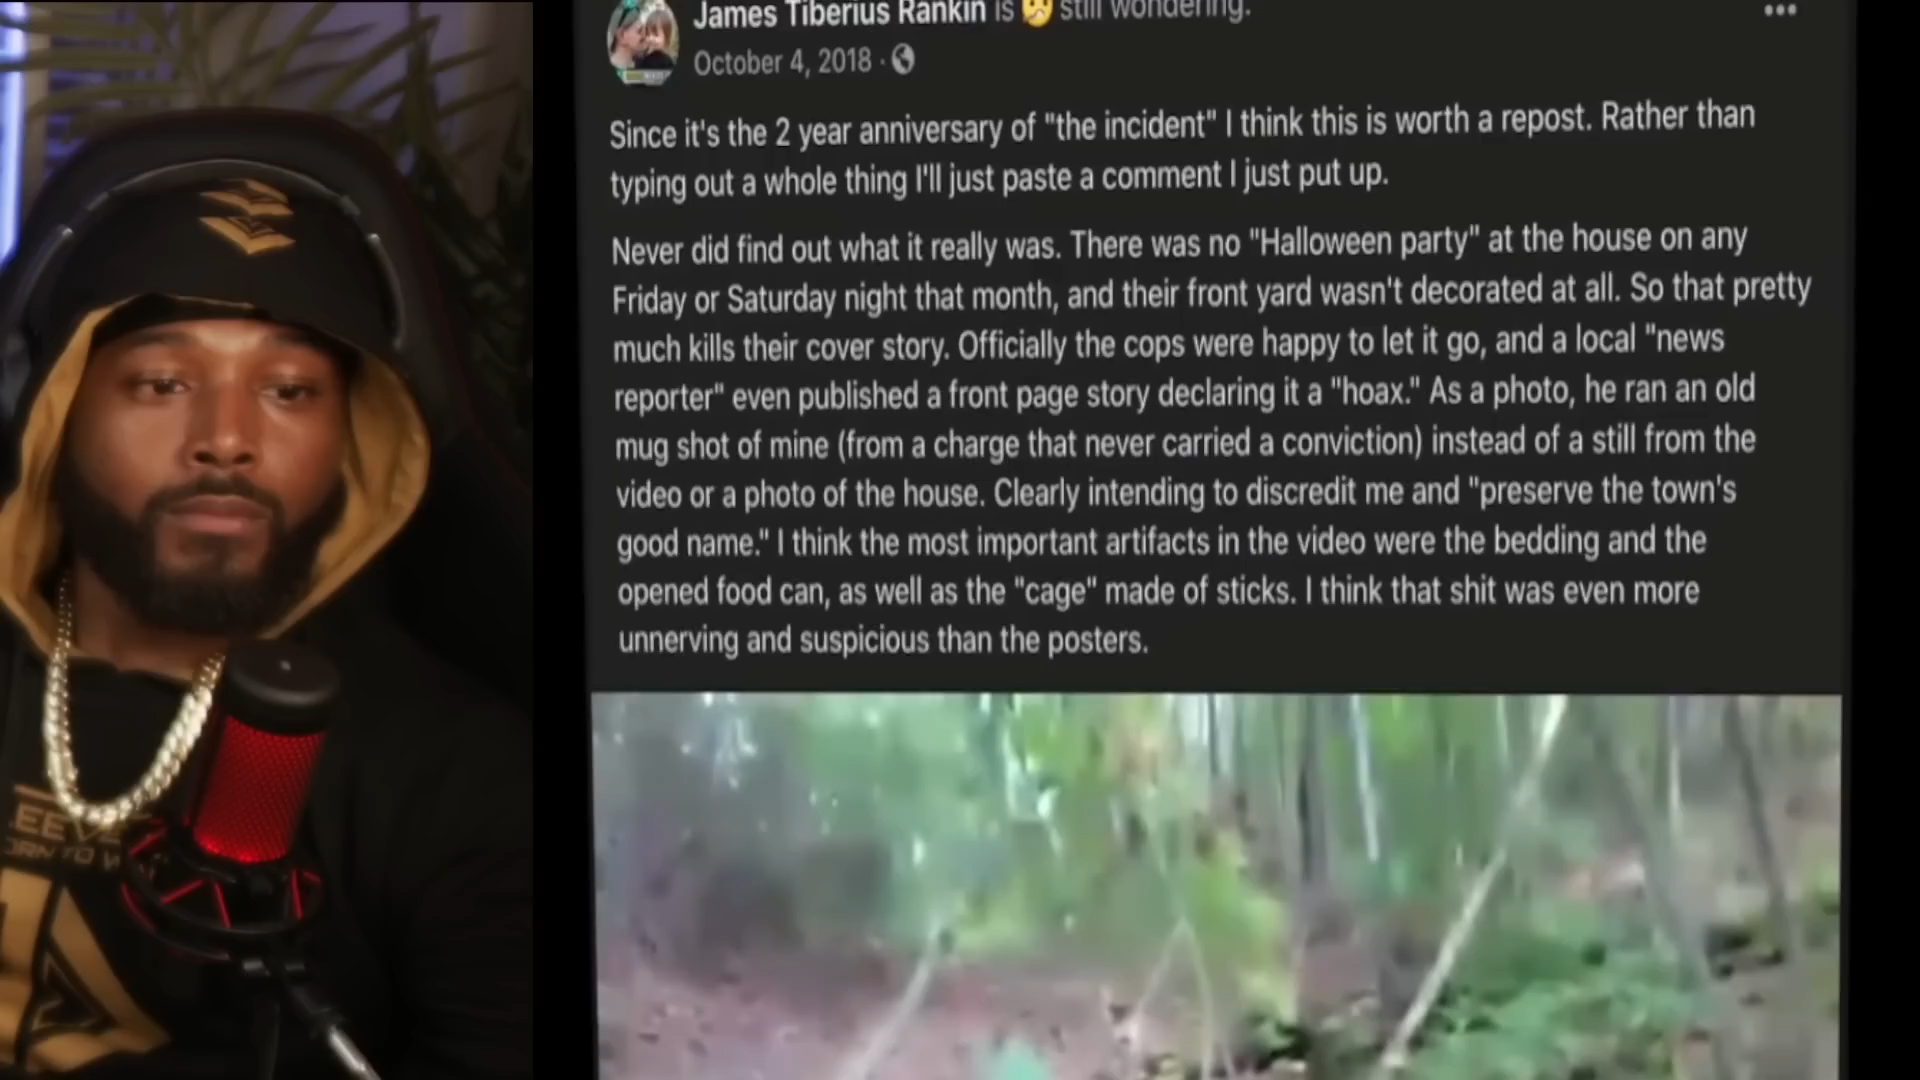 James Tiberius Rankin is still wondering.
October 4, 2018 ·
Since it's the 2 year anniversary of "the incident" I think this is worth a repost. Rather than
typing out a whole thing I'll just paste a comment I just put up.
Never did find out what it really was. There was no "Halloween party" at the house on any
Friday or Saturday night that month, and their front yard wasn't decorated at all. So that pretty
much kills their cover story. Officially the cops were happy to let it go, and a local "news
reporter" even published a front page story declaring it a "hoax." As a photo, he ran an old
mug shot of mine (from a charge that never carried a conviction) instead of a still from the
video or a photo of the house. Clearly intending to discredit me and "preserve the town's
good name." I think the most important artifacts in the video were the bedding and the
opened food can, as well as the "cage" made of sticks. I think that shit was even more
unnerving and suspicious than the posters.